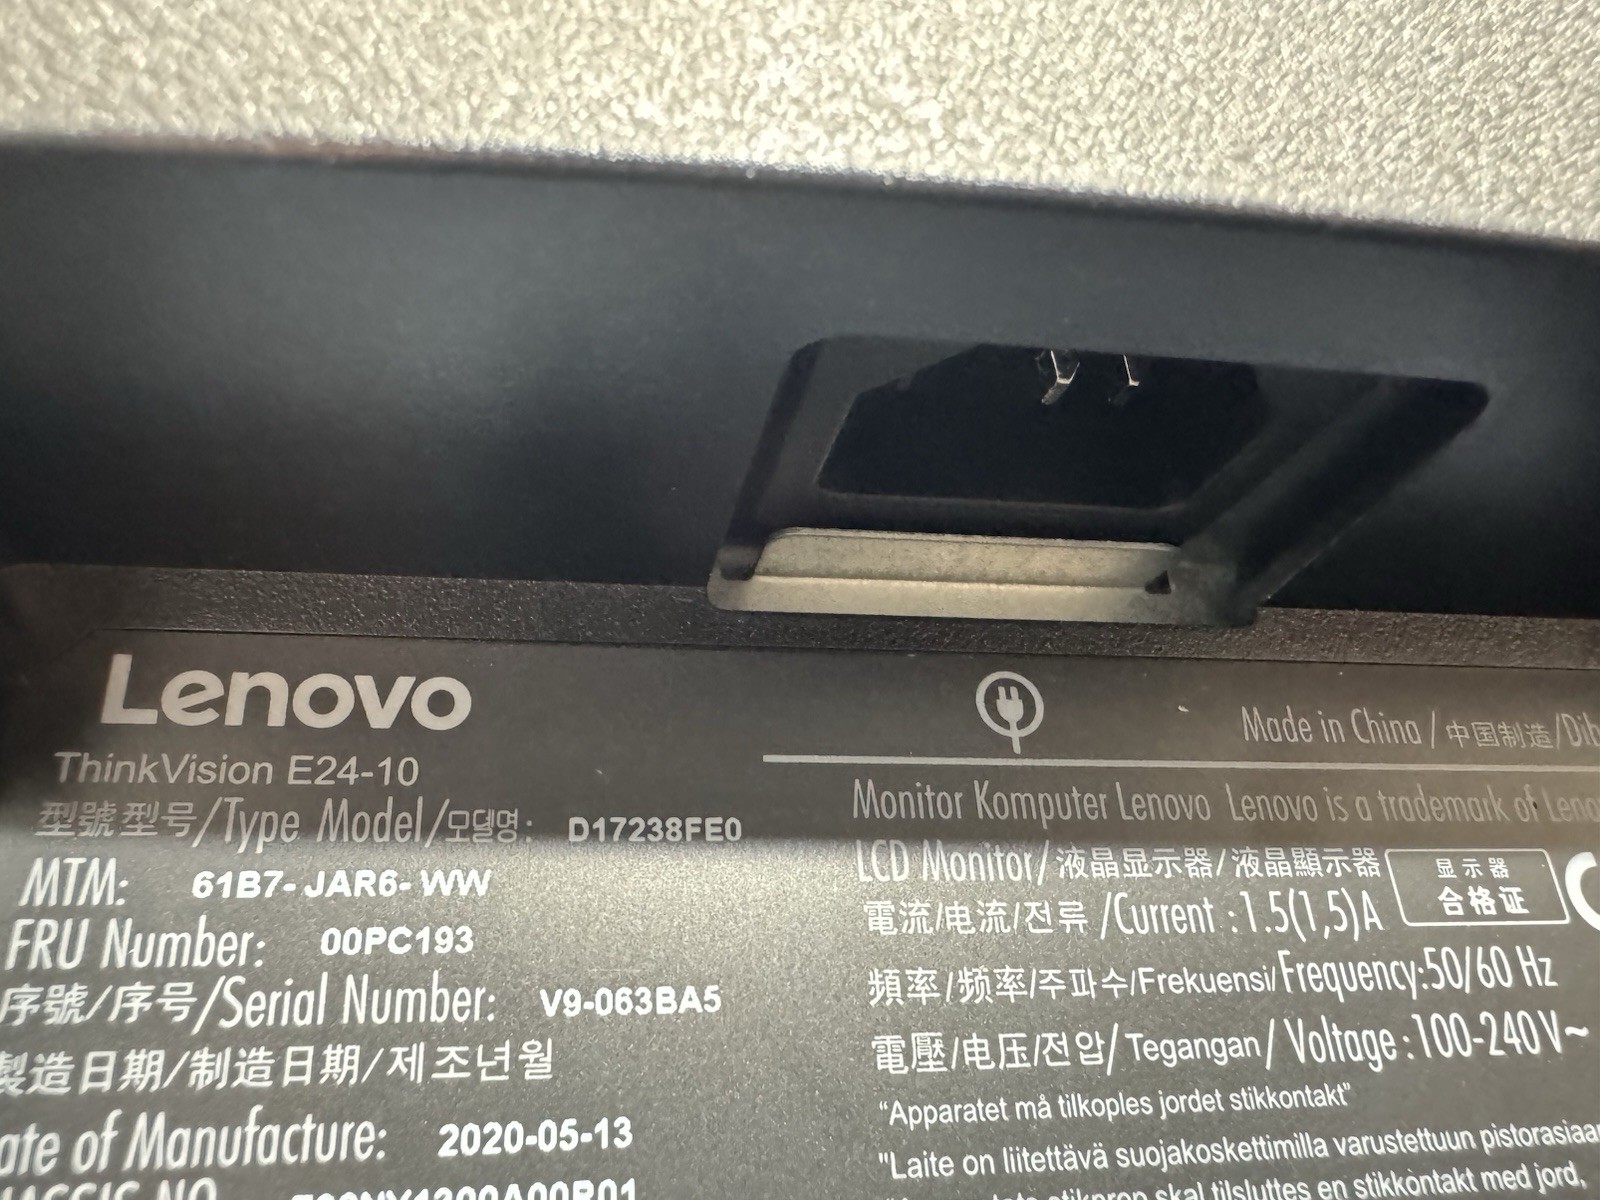 Lenovo
ThinkVision E24-10
型號型号/Type Model/모델명: D17238FE0
MTM: 61B7- JAR6- WW
FRU Number: 00PC193
序號/序号/Serial Number: V9-063BA5
製造日期/制造日期/제조년월
ate of Manufacture: 2020-05-13
Made in China / 中国制造/Dib
Monitor Komputer Lenovo Lenovo is a trademark of Leno
LCD Monitor/液晶显示器/液晶顯示器
显示器
合格证
電流/电流/전류 /Current :1.5(1,5)A
頻率/频率/주파수/Frekuensi/Frequency:50/60 Hz
電壓/电压/전압/ Tegangan/ Voltage :100-240V~
“Apparatet må tilkoples jordet stikkontakt”
"Laite on liitettävä suojakoskettimilla varustettuun pistorasiaan
stikprop skal tilsluttes en stikkontakt med jord,